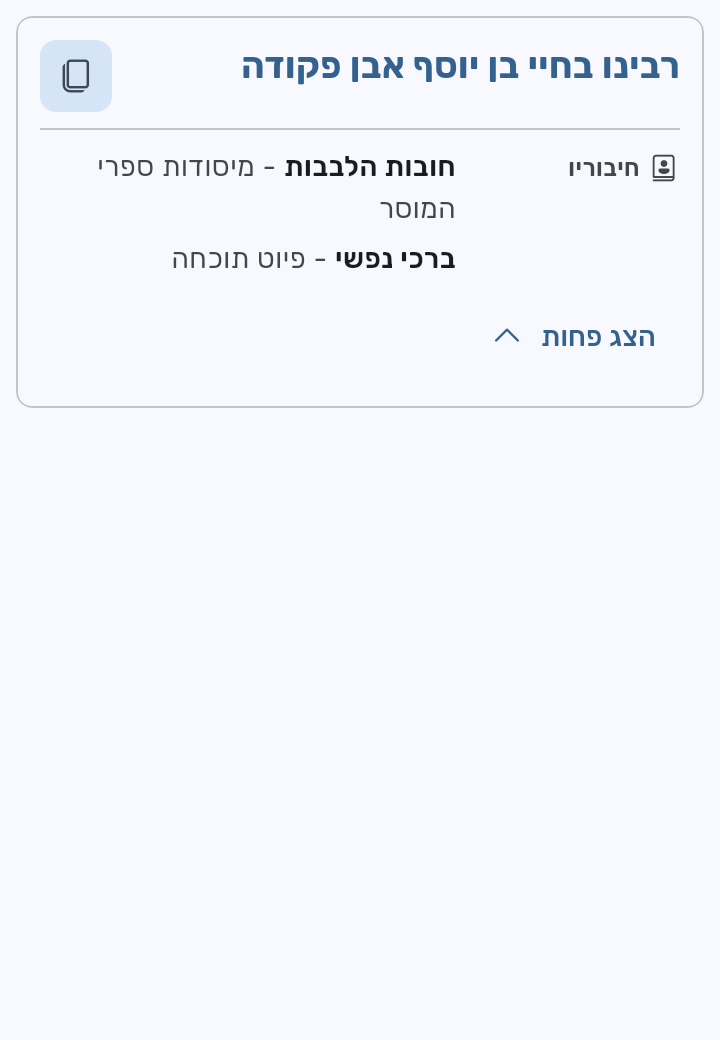 רבינו בחיי בן יוסף אבן פקודה
חיבוריו
חובות הלבבות - מיסודות ספרי
המוסר
ברכי נפשי - פיוט תוכחה
הצג פחות